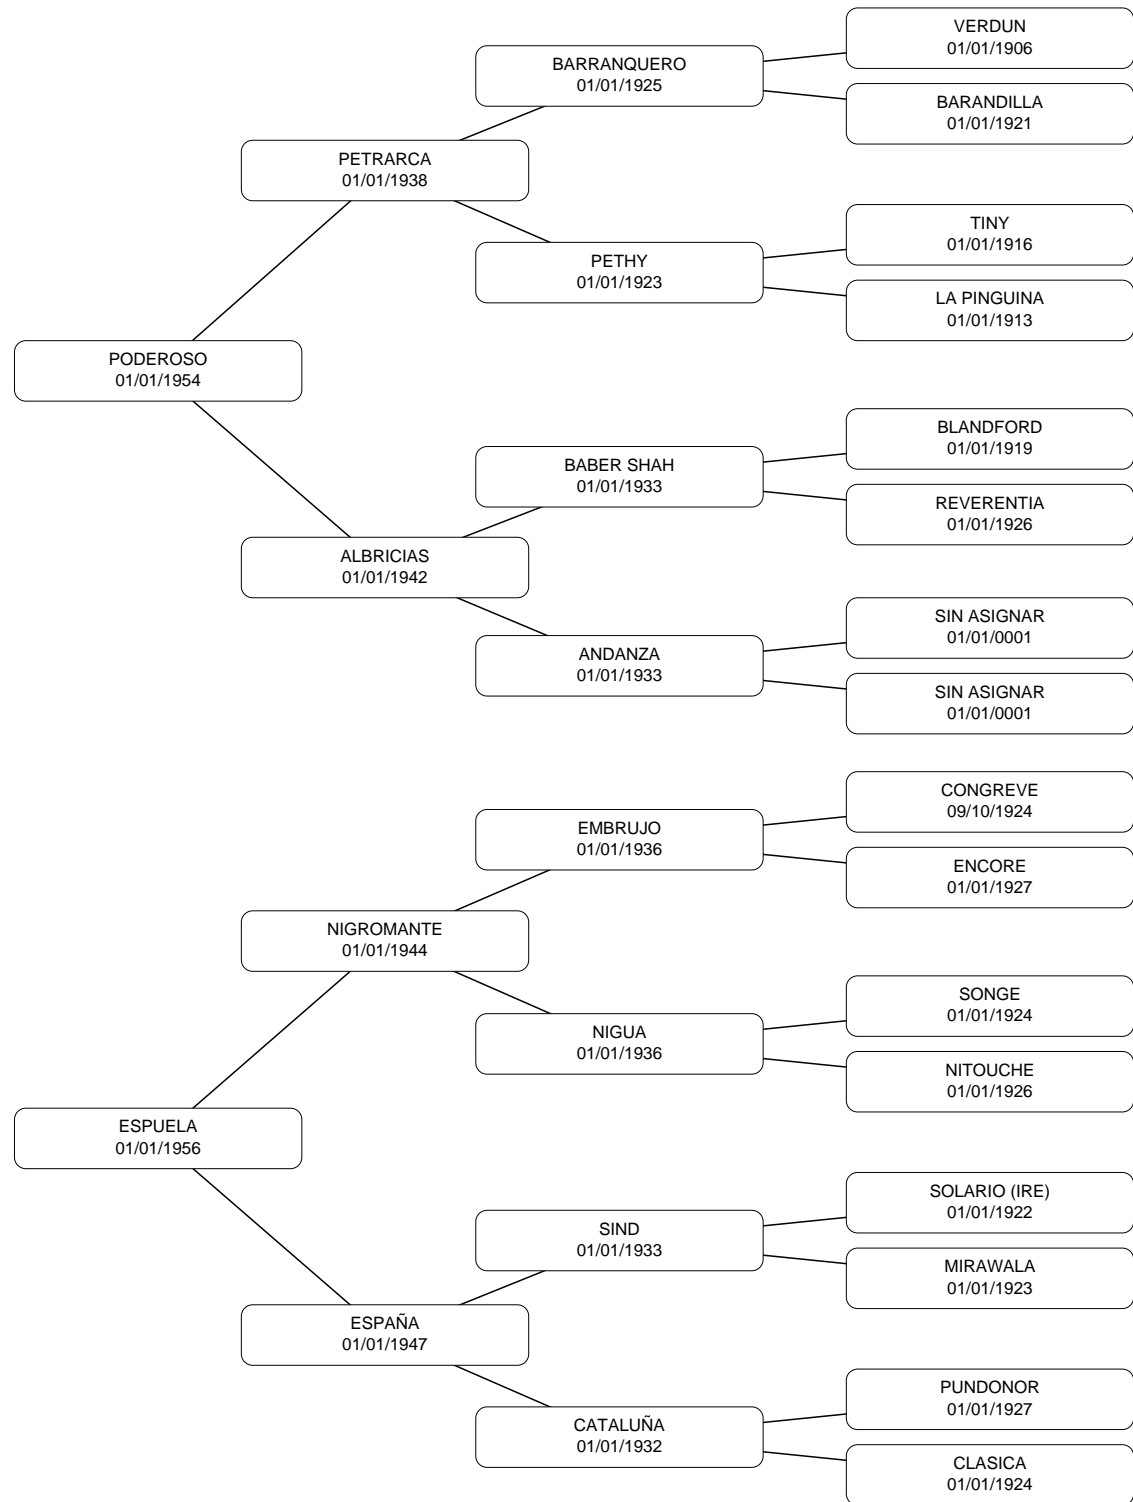 VERDUN
01/01/1906
BARRANQUERO
01/01/1925
BARANDILLA
01/01/1921
PETRARCA
01/01/1938
TINY
01/01/1916
PETHY
01/01/1923
LA PINGUINA
01/01/1913
PODEROSO
01/01/1954
BLANDFORD
01/01/1919
BABER SHAH
01/01/1933
REVERENTIA
01/01/1926
ALBRICIAS
01/01/1942
SIN ASIGNAR
01/01/0001
ANDANZA
01/01/1933
SIN ASIGNAR
01/01/0001
CONGREVE
09/10/1924
EMBRUJO
01/01/1936
ENCORE
01/01/1927
NIGROMANTE
01/01/1944
SONGE
01/01/1924
NIGUA
01/01/1936
NITOUCHE
01/01/1926
ESPUELA
01/01/1956
SOLARIO (IRE)
01/01/1922
SIND
01/01/1933
MIRAWALA
01/01/1923
ESPAÑA
01/01/1947
PUNDONOR
01/01/1927
CATALUÑA
01/01/1932
CLASICA
01/01/1924